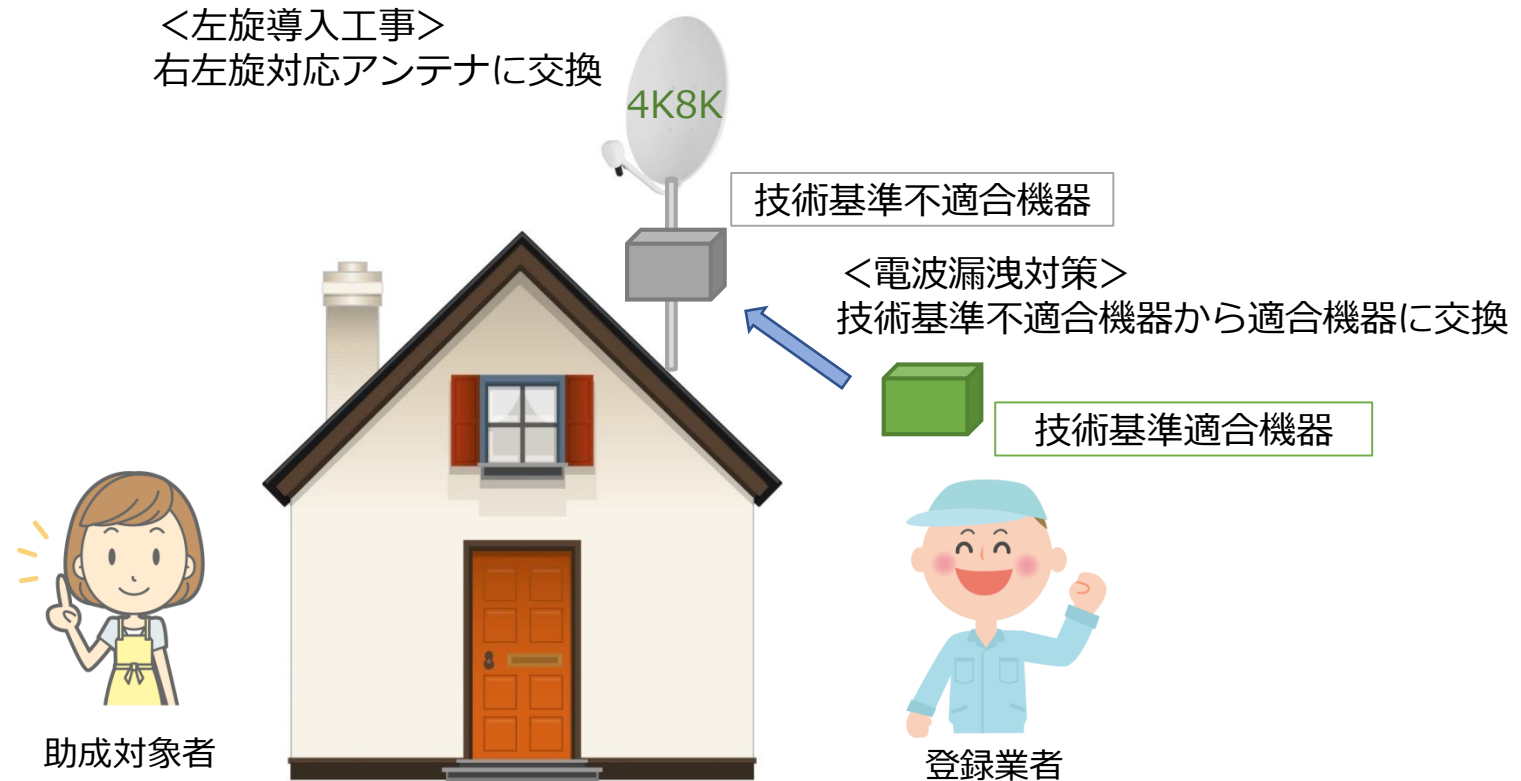 ＜左旋導入工事＞
右左旋対応アンテナに交換
4K8K
技術基準不適合機器
＜電波漏洩対策＞
技術基準不適合機器から適合機器に交換
技術基準適合機器
助成対象者
登録業者